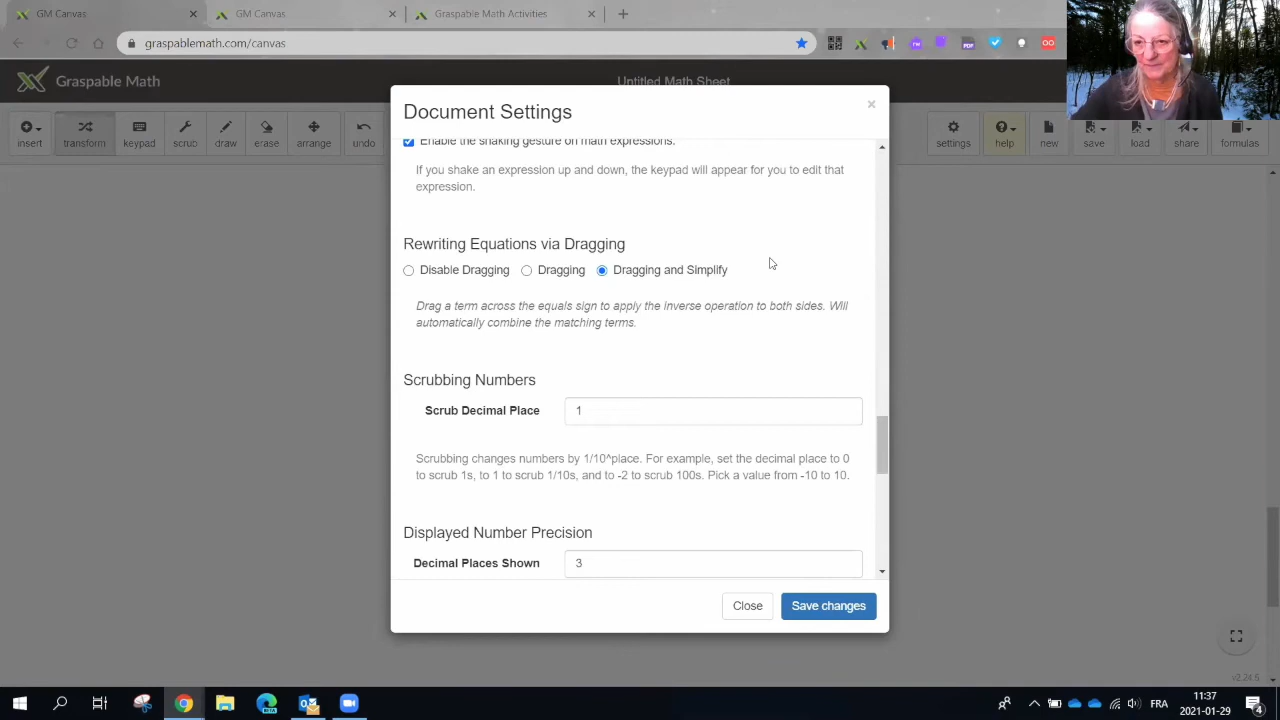 GM Canvas
GM Canvas
Graspable Math Activities
graspablemath.com/canvas
Graspable Math
Untitled Math Sheet
insert
transform
keypad
scrub
draw
erase
arrange
undo
settings
help
new
save
load
share
formulas
Document Settings
Enable the shaking gesture on math expressions.
If you shake an expression up and down, the keypad will appear for you to edit that
expression.
Rewriting Equations via Dragging
Disable Dragging Dragging Dragging and Simplify
Drag a term across the equals sign to apply the inverse operation to both sides. Will
automatically combine the matching terms.
Scrubbing Numbers
Scrub Decimal Place 1
Scrubbing changes numbers by 1/10^place. For example, set the decimal place to 0
to scrub 1s, to 1 to scrub 1/10s, and to -2 to scrub 100s. Pick a value from -10 to 10.
Displayed Number Precision
Decimal Places Shown 3
Close Save changes
v2.24.6
FRA
11:37
2021-01-29
4